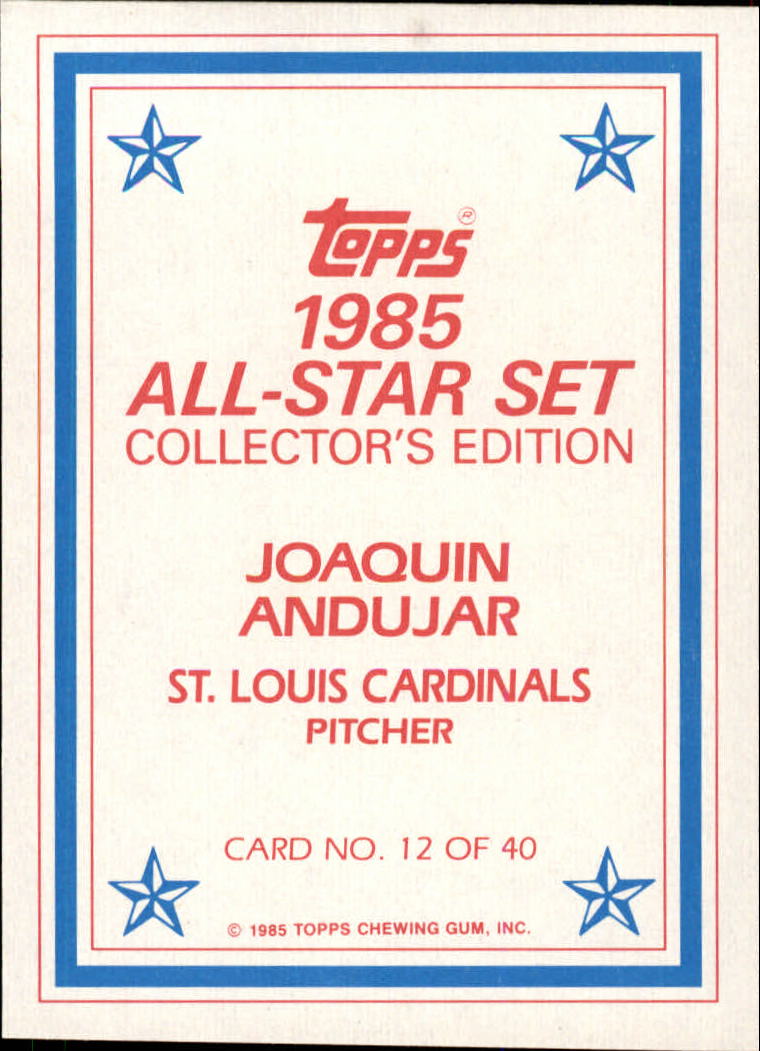 Topps ®
1985
ALL-STAR SET
COLLECTOR'S EDITION
JOAQUIN
ANDUJAR
ST. LOUIS CARDINALS
PITCHER
CARD NO. 12 OF 40
© 1985 TOPPS CHEWING GUM, INC.